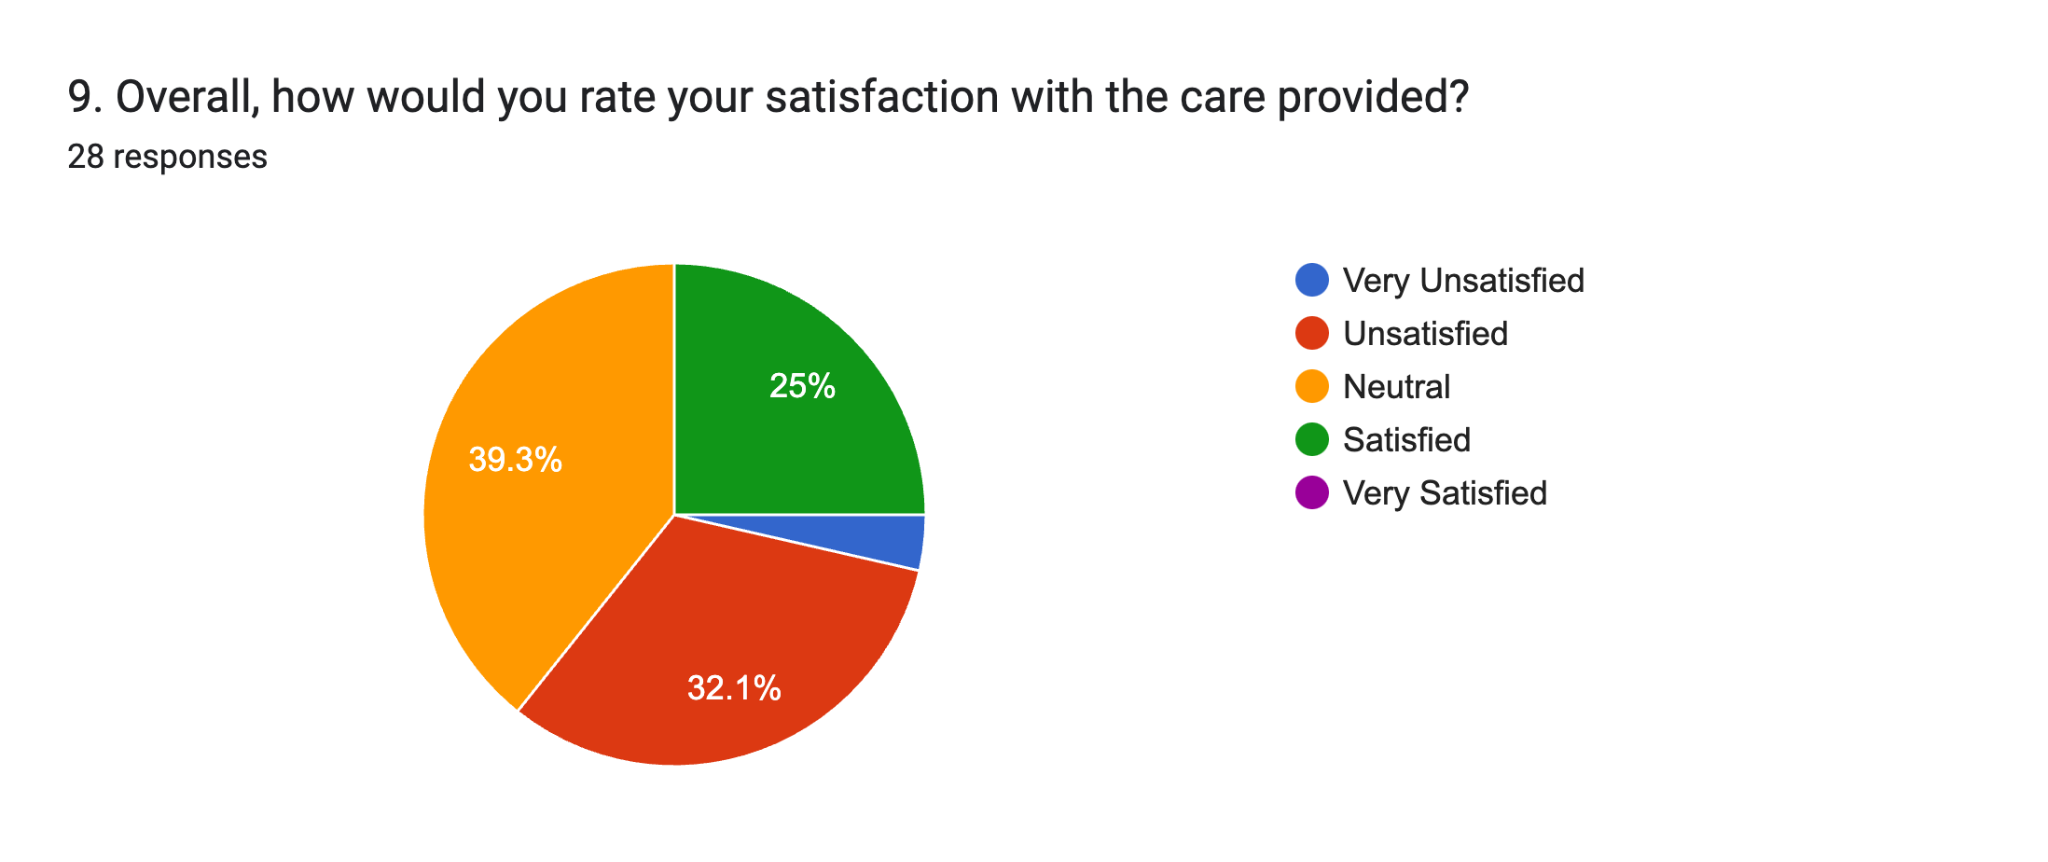 9. Overall, how would you rate your satisfaction with the care provided?
28 responses
25%
39.3%
32.1%
Very Unsatisfied
Unsatisfied
Neutral
Satisfied
Very Satisfied